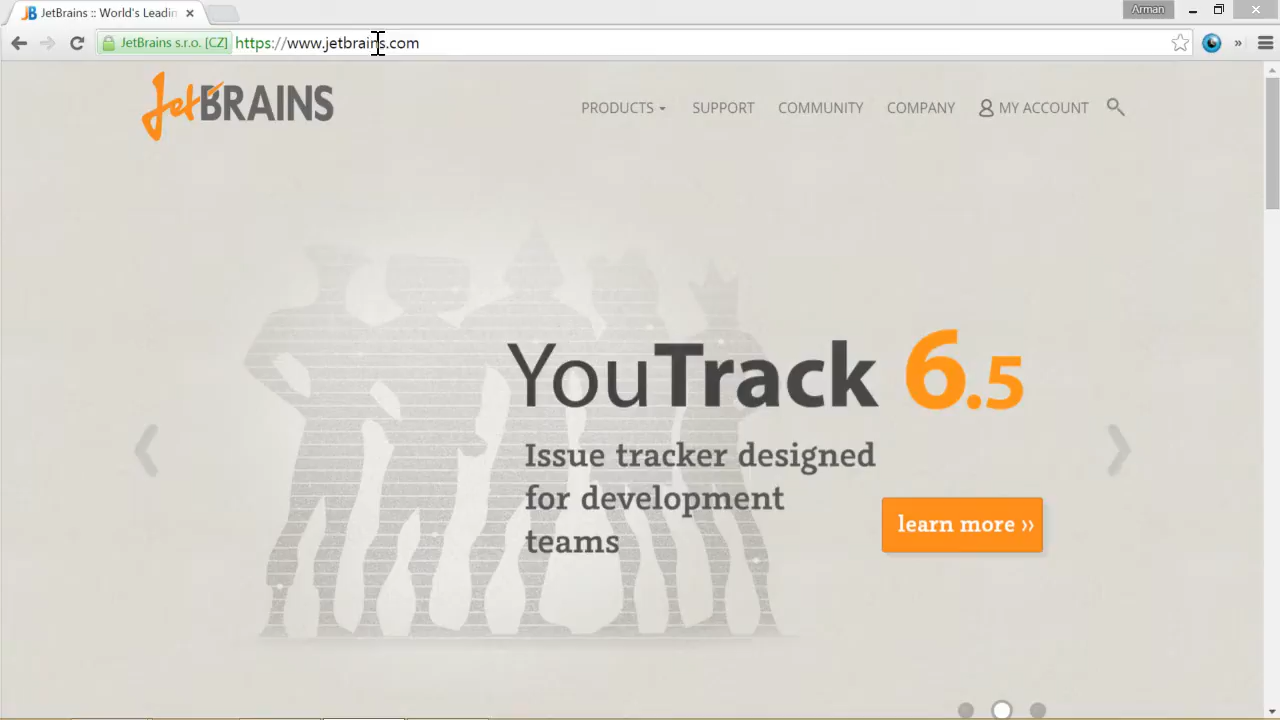 JetBrains :: World's Leadin
Arman
JetBrains s.r.o. [CZ] https://www.jetbrains.com
JetBRAINS
PRODUCTS SUPPORT COMMUNITY COMPANY MY ACCOUNT
YouTrack 6.5
Issue tracker designed
for development
teams
learn more ››